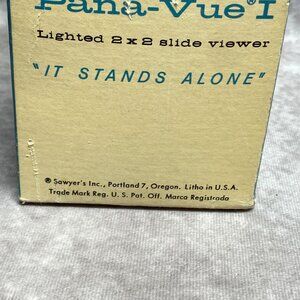 Pana-Vue® I
Lighted 2 x 2 slide viewer
"IT STANDS ALONE"
® Sawyer's Inc., Portland 7, Oregon. Litho in U.S.A.
Trade Mark Reg. U. S. Pat. Off. Marca Registrada